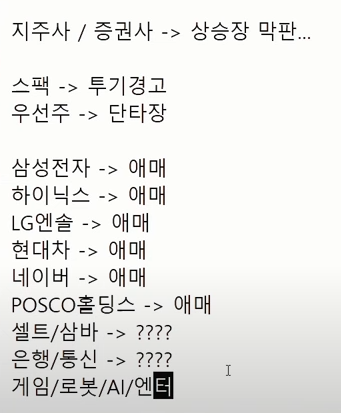 지주사 / 증권사 -> 상승장 막판...
스팩 -> 투기경고
우선주 -> 단타장
삼성전자 -> 애매
하이닉스 -> 애매
LG엔솔 -> 애매
현대차 -> 애매
네이버 -> 애매
POSCO홀딩스 -> 애매
셀트/삼바 -> ????
은행/통신 -> ????
게임/로봇/AI/엔터